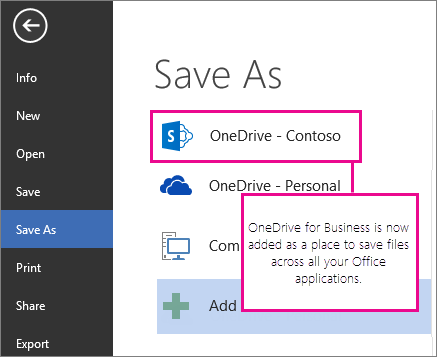 Save As
Info
New
Open
Save
Save As
Print
Share
Export
OneDrive - Contoso
OneDrive - Personal
Com
Add
OneDrive for Business is now
added as a place to save files
across all your Office
applications.